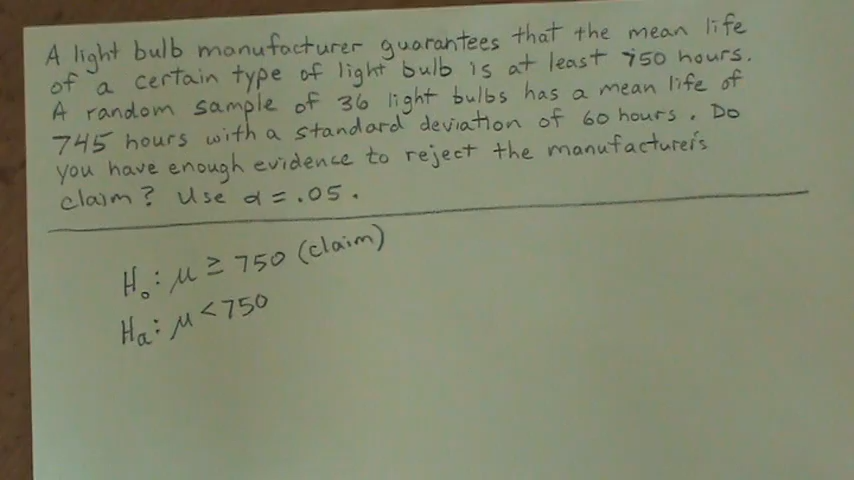 A light bulb manufacturer guarantees that the mean life
of a certain type of light bulb is at least 750 hours.
A random sample of 36 light bulbs has a mean life of
745 hours with a standard deviation of 60 hours. Do
you have enough evidence to reject the manufacturer's
claim? Use α = .05.
H₀: μ ≥ 750 (claim)
Hₐ: μ < 750